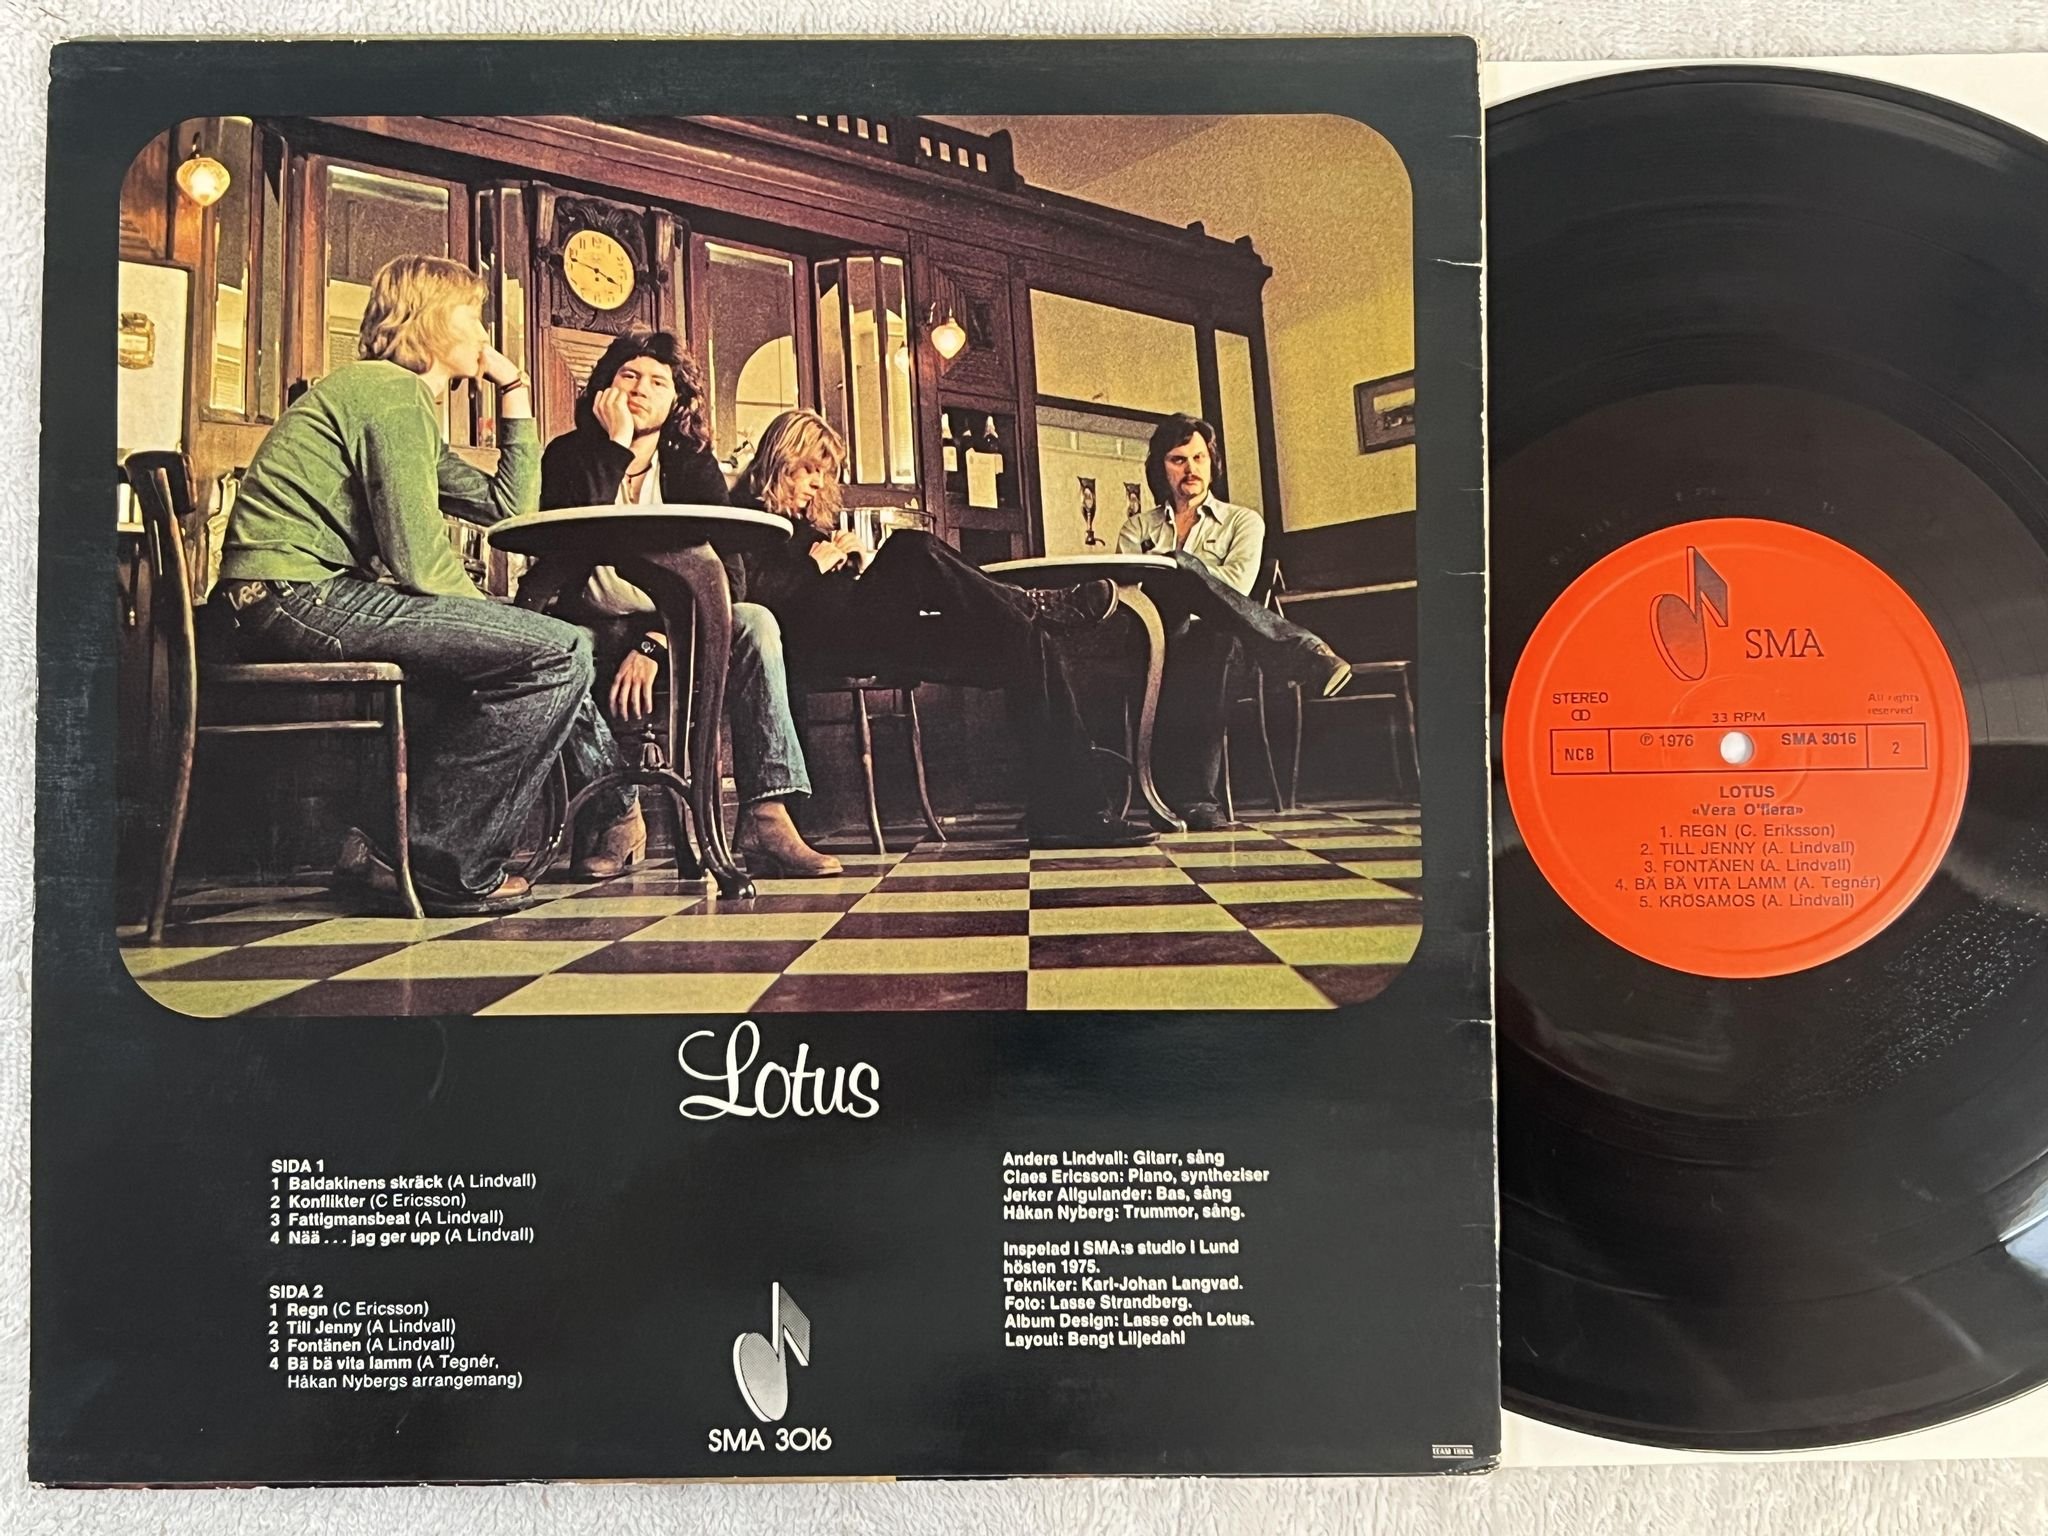 Lee
Lotus
SIDA 1
1 Baldakinens skräck (A Lindvall)
2 Konflikter (C Ericsson)
3 Fattigmansbeat (A Lindvall)
4 Nää... jag ger upp (A Lindvall)
SIDA 2
1 Regn (C Ericsson)
2 Till Jenny (A Lindvall)
3 Fontänen (A Lindvall)
4 Bä bä vita lamm (A Tegnér,
Håkan Nybergs arrangemang)
SMA 3016
Anders Lindvall: Gitarr, sång
Claes Ericsson: Piano, syntheziser
Jerker Allgulander: Bas, sång
Håkan Nyberg: Trummor, sång.
Inspelad i SMA:s studio i Lund
hösten 1975.
Tekniker: Karl-Johan Langvad.
Foto: Lasse Strandberg.
Album Design: Lasse och Lotus.
Layout: Bengt Liljedahl
SMA
STEREO
33 RPM
All rights
reserved
NCB
℗ 1976
SMA 3016
2
LOTUS
«Vera O'flera»
1. REGN (C. Eriksson)
2. TILL JENNY (A. Lindvall)
3. FONTÄNEN (A. Lindvall)
4. BÄ BÄ VITA LAMM (A. Tegnér)
5. KRÖSAMOS (A. Lindvall)